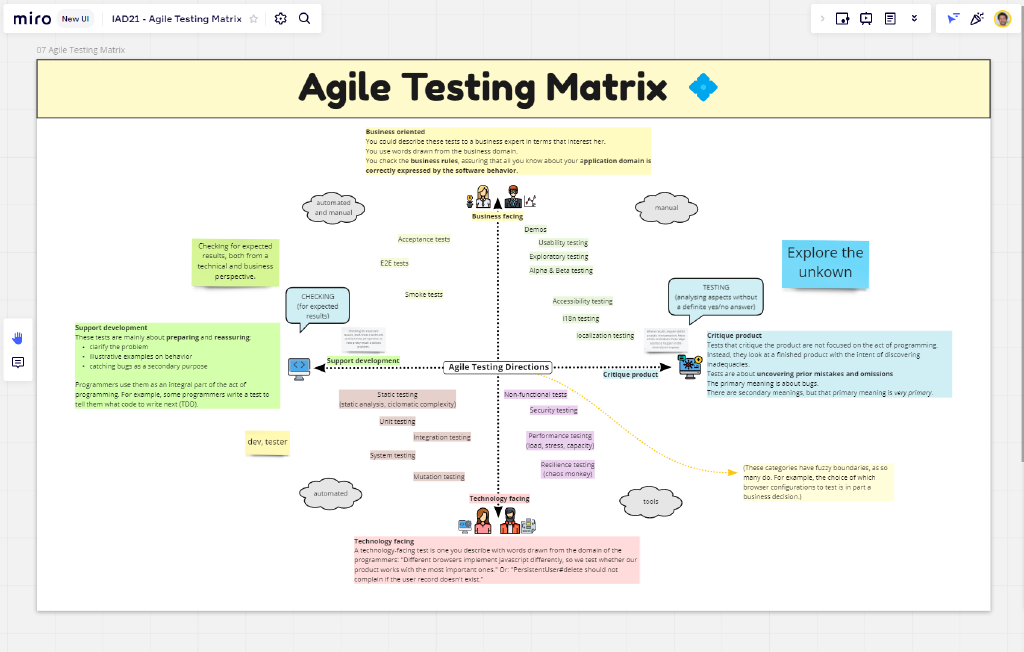 miro New UI IAD21 - Agile Testing Matrix
07 Agile Testing Matrix
Agile Testing Matrix
Business oriented
You could describe these tests to a business expert in terms that interest her.
You use words drawn from the business domain.
You check the business rules, assuring that all you know about your application domain is
correctly expressed by the software behavior.
automated
and manual
manual
Business facing
Demos
Usability testing
Exploratory testing
Alpha & Beta testing
Acceptance tests
E2E tests
Smoke tests
Accessibility testing
i18n testing
localization testing
Checking for expected
results, both from a
technical and business
perspective.
Explore the
unkown
CHECKING
(for expected
results)
TESTING
(analysing aspects without
a definite yes/no answer)
Support development
These tests are mainly about preparing and reassuring:
• clarify the problem
• illustrative examples on behavior
• catching bugs as a secondary purpose
Programmers use them as an integral part of the act of
programming. For example, some programmers write a test to
tell them what code to write next (TDD).
Support development
Agile Testing Directions
Critique product
Critique product
Tests that critique the product are not focused on the act of programming.
Instead, they look at a finished product with the intent of discovering
inadequacies.
Tests are about uncovering prior mistakes and omissions
The primary meaning is about bugs.
There are secondary meanings, but that primary meaning is very primary.
Static testing
(static analysis, ciclomatic complexity)
Unit testing
Integration testing
System testing
Mutation testing
Non-functional tests
Security testing
Performance testintg
(load, stress, capacity)
Resilience testing
(chaos monkey)
dev, tester
(These categories have fuzzy boundaries, as so
many do. For example, the choice of which
browser configurations to test is in part a
business decision.)
automated
tools
Technology facing
Technology facing
A technology-facing test is one you describe with words drawn from the domain of the
programmers: "Different browsers implement Javascript differently, so we test whether our
product works with the most important ones." Or: "PersistentUser#delete should not
complain if the user record doesn't exist."